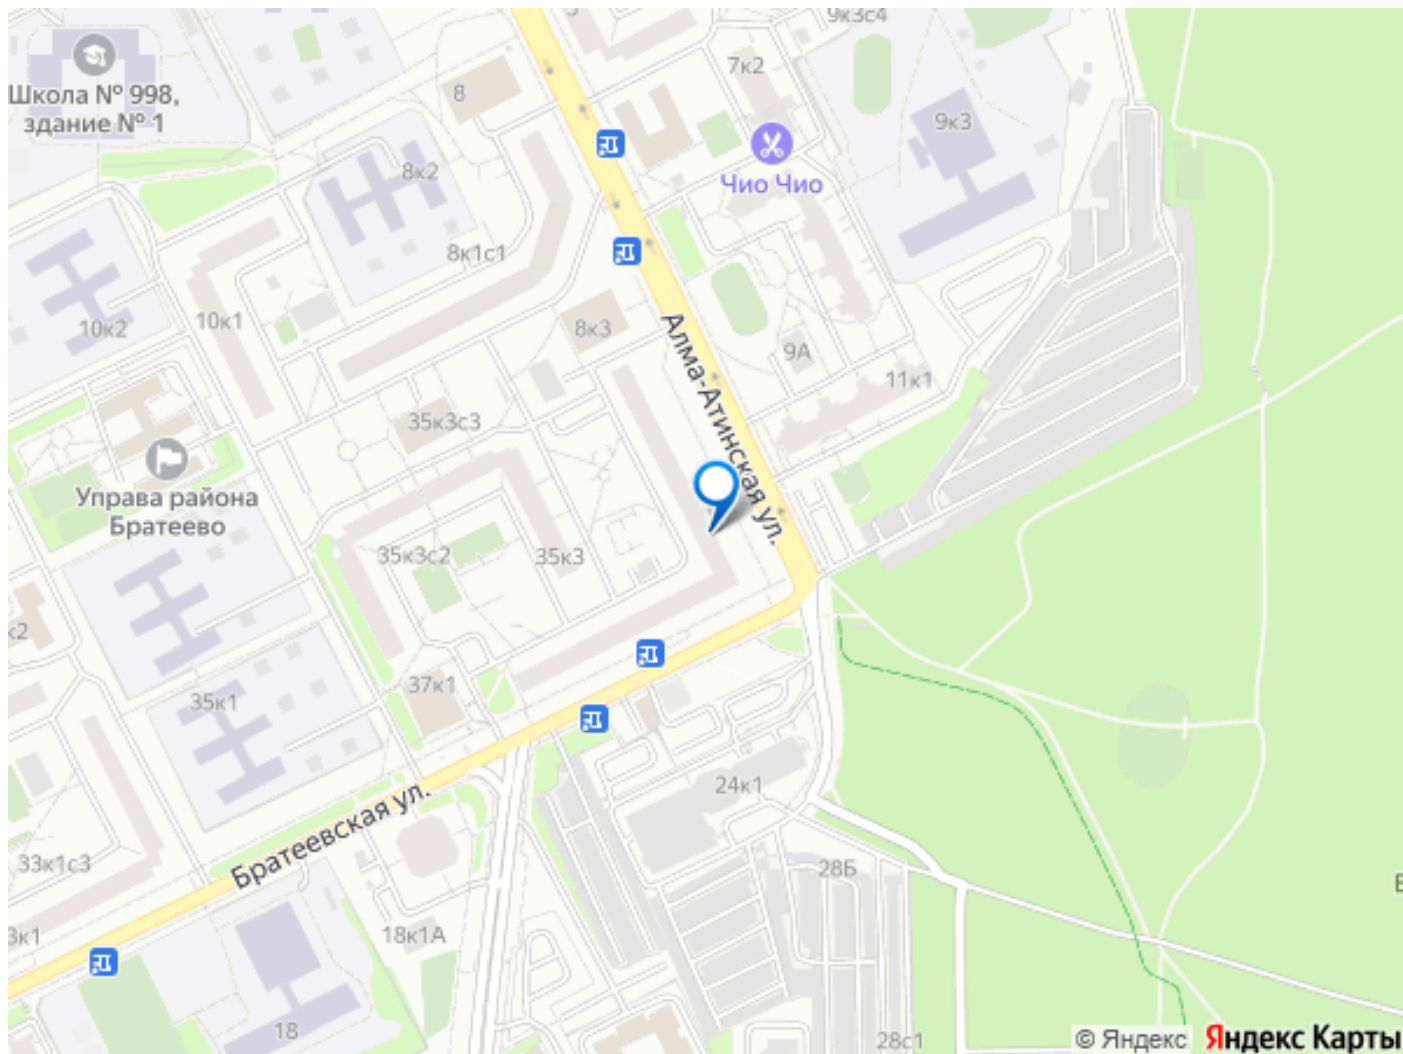 9к3с4
7к2
8
Школа № 998,
здание № 1
9к3
8к2
Чио Чио
8к1с1
10к1
10к2
8к3
Алма-Атинская ул.
9А
11к1
35к3с3
Управа района
Братеево
35к3с2
35к3
к2
37к1
35к1
24к1
Братеевская ул.
33к1с3
28Б
3к1
18к1А
18
28с1
© Яндекс
Яндекс Карты